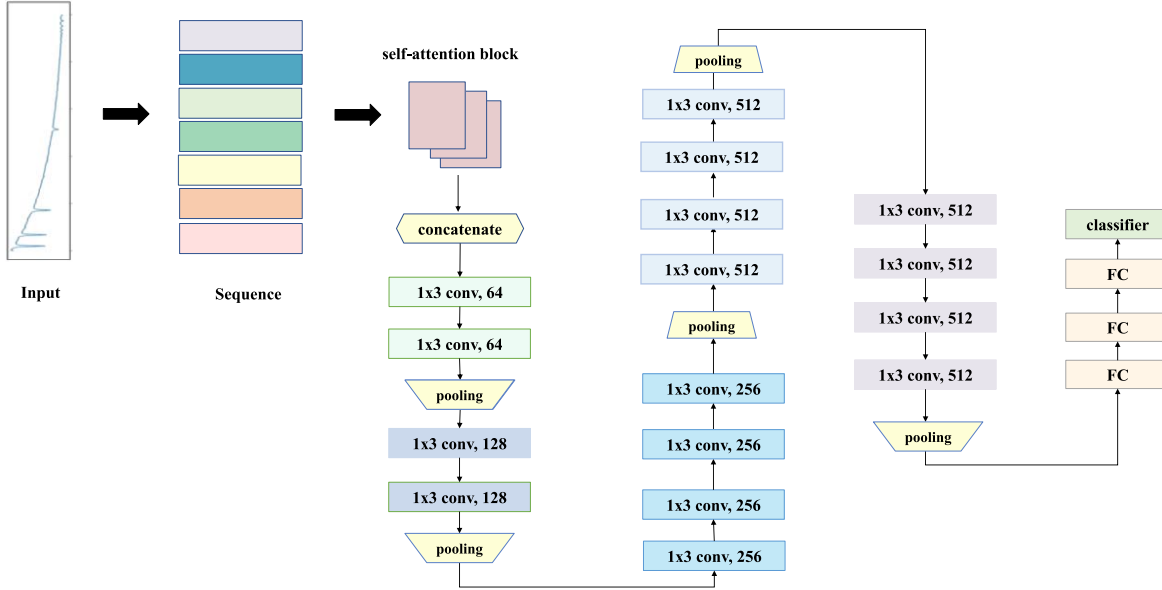 Input
Sequence
self-attention block
concatenate
1x3 conv, 64
1x3 conv, 64
pooling
1x3 conv, 128
1x3 conv, 128
pooling
1x3 conv, 256
1x3 conv, 256
1x3 conv, 256
1x3 conv, 256
pooling
1x3 conv, 512
1x3 conv, 512
1x3 conv, 512
1x3 conv, 512
pooling
1x3 conv, 512
1x3 conv, 512
1x3 conv, 512
1x3 conv, 512
pooling
FC
FC
FC
classifier